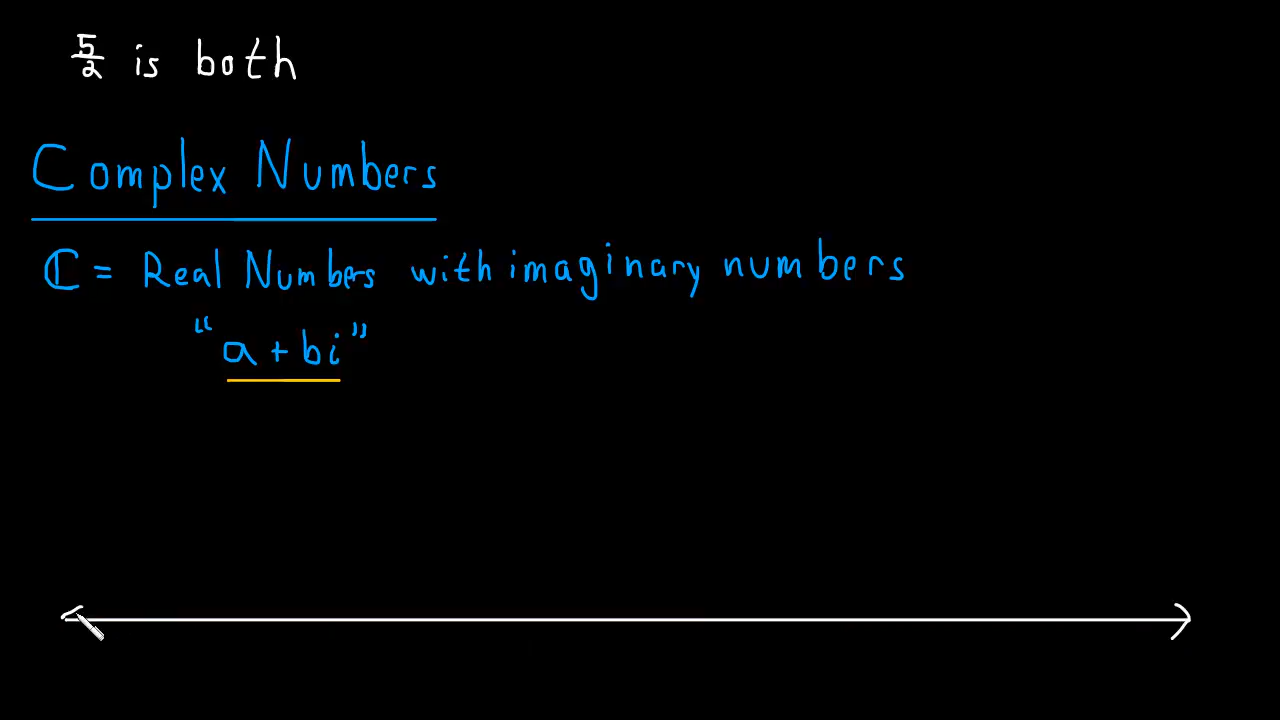 5/2 is both
Complex Numbers
ℂ = Real Numbers with imaginary numbers
“a + bi”